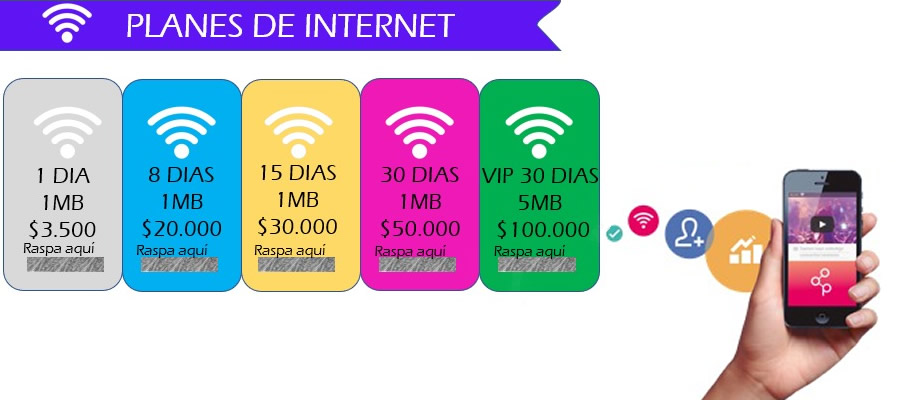 PLANES DE INTERNET
1 DIA
1MB
$3.500
Raspa aquí
8 DIAS
1MB
$20.000
Raspa aquí
15 DIAS
1MB
$30.000
Raspa aquí
30 DIAS
1MB
$50.000
Raspa aquí
VIP 30 DIAS
5MB
$100.000
Raspa aquí